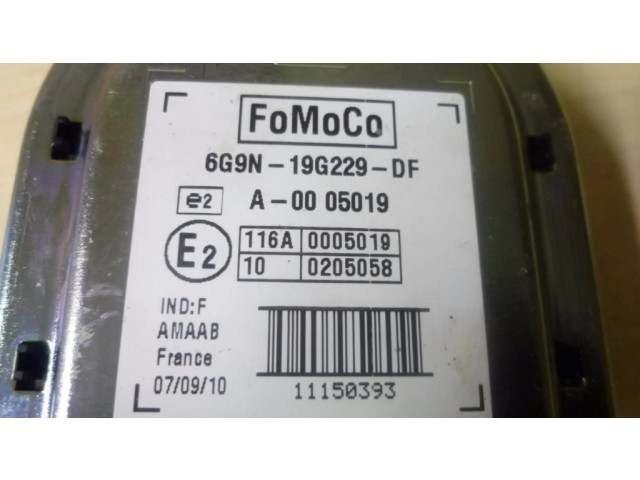 FoMoCo
6G9N-19G229-DF
e2 A-00 05019
E2 116A 0005019
10 0205058
IND:F
AMAAB
France
07/09/10
11150393